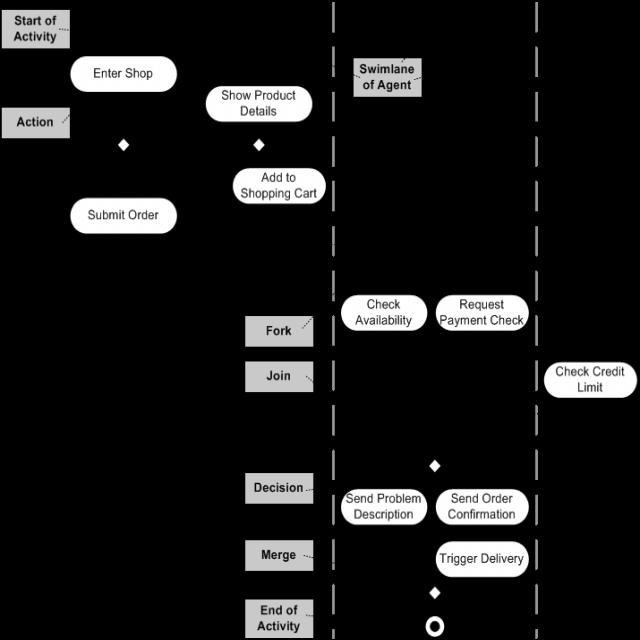 Start of
Activity
Enter Shop
Swimlane
of Agent
Show Product
Details
Action
Add to
Shopping Cart
Submit Order
Check
Availability
Request
Payment Check
Fork
Join
Check Credit
Limit
Decision
Send Problem
Description
Send Order
Confirmation
Merge
Trigger Delivery
End of
Activity